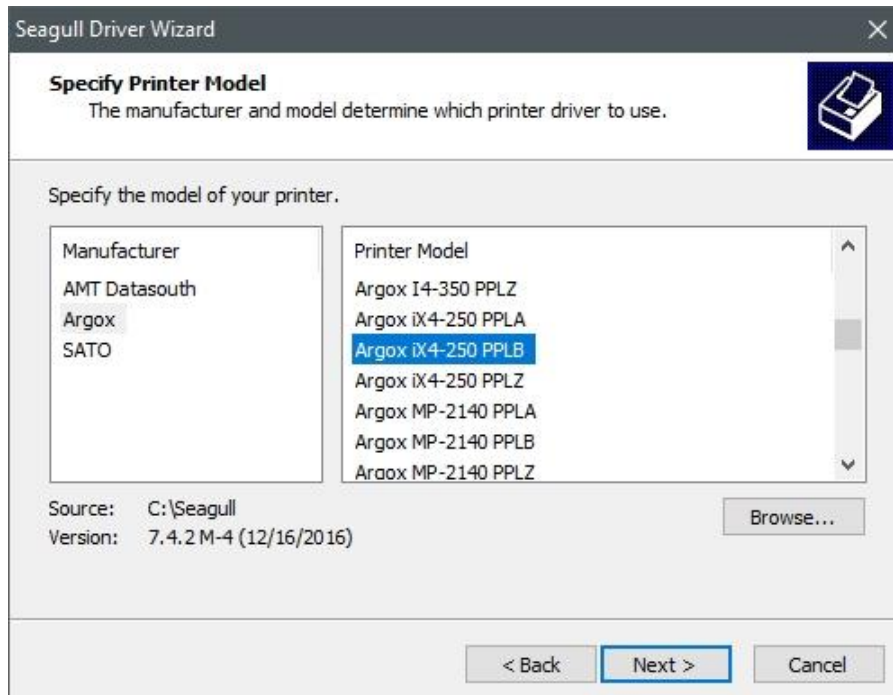 Seagull Driver Wizard
Specify Printer Model
The manufacturer and model determine which printer driver to use.
Specify the model of your printer.
Manufacturer
AMT Datasouth
Argox
SATO
Printer Model
Argox I4-350 PPLZ
Argox iX4-250 PPLA
Argox iX4-250 PPLB
Argox iX4-250 PPLZ
Argox MP-2140 PPLA
Argox MP-2140 PPLB
Argox MP-2140 PPLZ
Source: C:\Seagull
Version: 7.4.2 M-4 (12/16/2016)
Browse...
< Back
Next >
Cancel